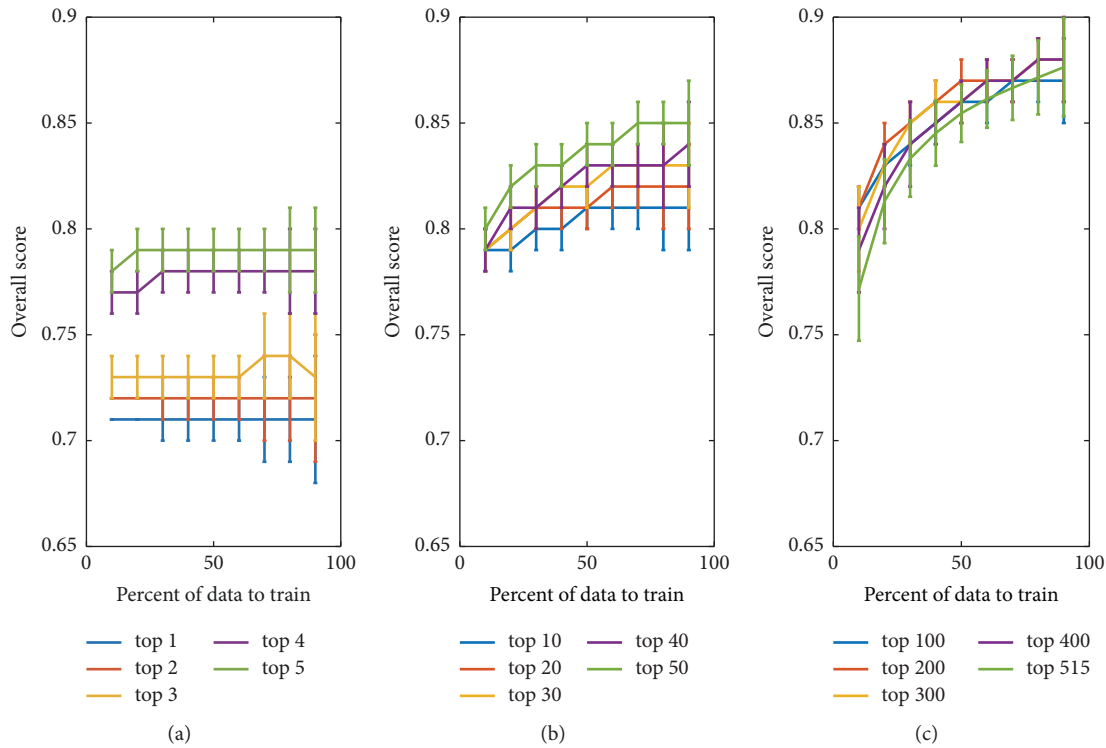 0.9
0.85
0.8
0.75
0.7
0.65
0 50 100
Overall score
Percent of data to train
top 1 top 4
top 2 top 5
top 3
(a)
0.9
0.85
0.8
0.75
0.7
0.65
0 50 100
Overall score
Percent of data to train
top 10 top 40
top 20 top 50
top 30
(b)
0.9
0.85
0.8
0.75
0.7
0.65
0 50 100
Overall score
Percent of data to train
top 100 top 400
top 200 top 515
top 300
(c)